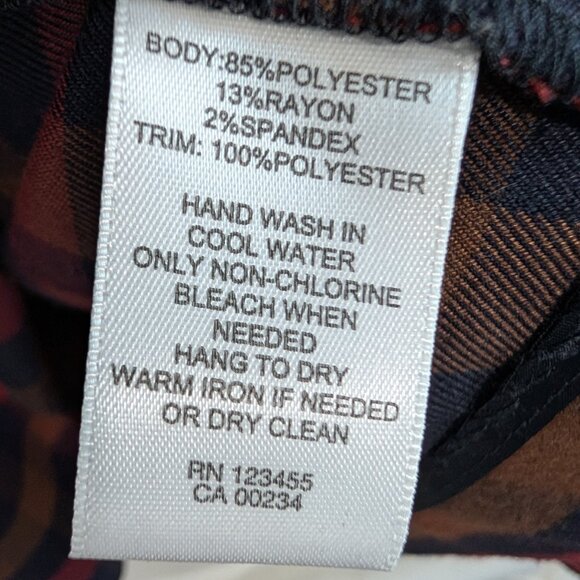 BODY:85%POLYESTER
13%RAYON
2%SPANDEX
TRIM: 100%POLYESTER
HAND WASH IN
COOL WATER
ONLY NON-CHLORINE
BLEACH WHEN
NEEDED
HANG TO DRY
WARM IRON IF NEEDED
OR DRY CLEAN
RN 123455
CA 00234